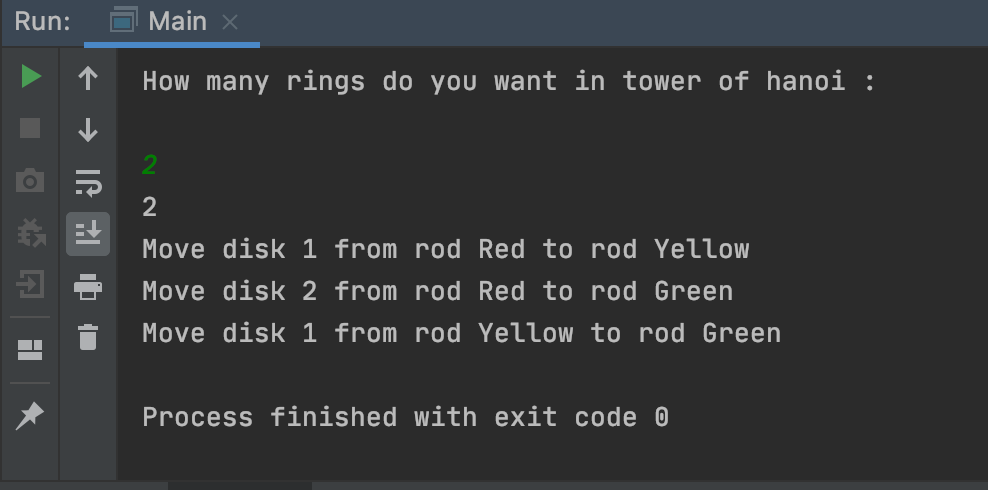 Run: Main
How many rings do you want in tower of hanoi :
2
2
Move disk 1 from rod Red to rod Yellow
Move disk 2 from rod Red to rod Green
Move disk 1 from rod Yellow to rod Green
Process finished with exit code 0